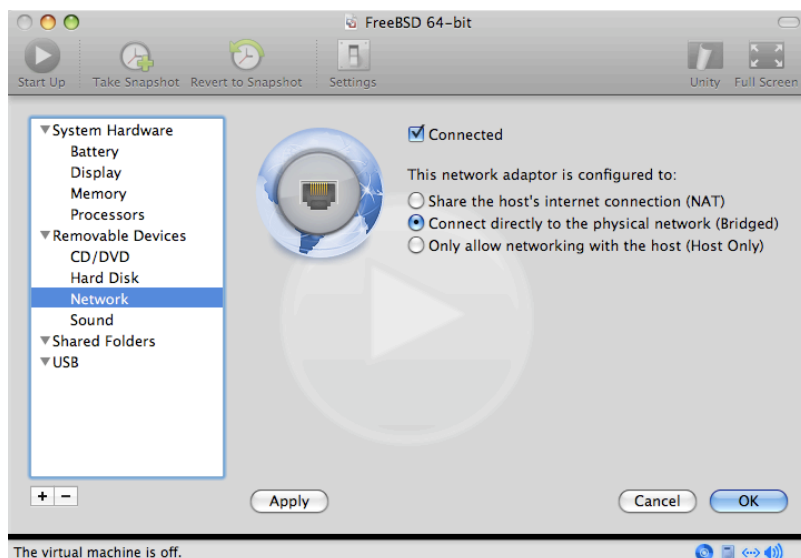 FreeBSD 64-bit
Start Up Take Snapshot Revert to Snapshot Settings Unity Full Screen
System Hardware
Battery
Display
Memory
Processors
Removable Devices
CD/DVD
Hard Disk
Network
Sound
Shared Folders
USB
Connected
This network adaptor is configured to:
Share the host's internet connection (NAT)
Connect directly to the physical network (Bridged)
Only allow networking with the host (Host Only)
+ −
Apply Cancel OK
The virtual machine is off.